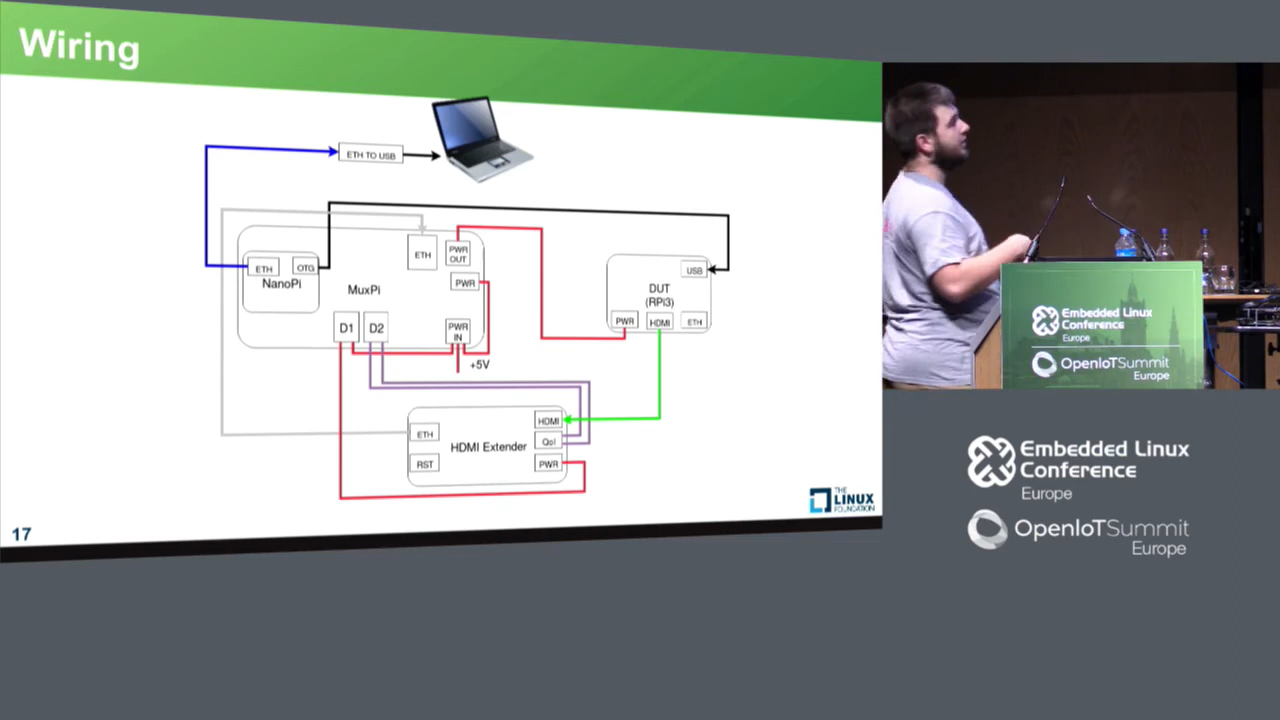 Wiring
ETH TO USB
ETH
OTG
NanoPi
MuxPi
ETH
PWR
OUT
PWR
D1
D2
PWR
IN
+5V
USB
DUT
(RPi3)
PWR
HDMI
ETH
ETH
RST
HDMI Extender
HDMI
QoI
PWR
THE
LINUX
FOUNDATION
17
Embedded Linux
Conference
Europe
OpenIoTSummit
Europe
Embedded Linux
Conference
Europe
OpenIoTSummit
Europe